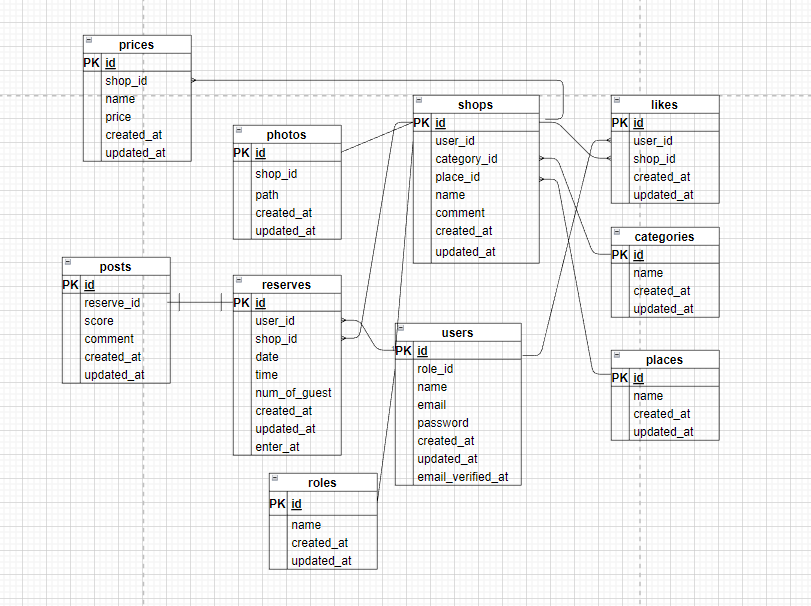 prices
PK id
shop_id
name
price
created_at
updated_at
photos
PK id
shop_id
path
created_at
updated_at
shops
PK id
user_id
category_id
place_id
name
comment
created_at
updated_at
likes
PK id
user_id
shop_id
created_at
updated_at
categories
PK id
name
created_at
updated_at
posts
PK id
reserve_id
score
comment
created_at
updated_at
reserves
PK id
user_id
shop_id
date
time
num_of_guest
created_at
updated_at
enter_at
users
PK id
role_id
name
email
password
created_at
updated_at
email_verified_at
places
PK id
name
created_at
updated_at
roles
PK id
name
created_at
updated_at